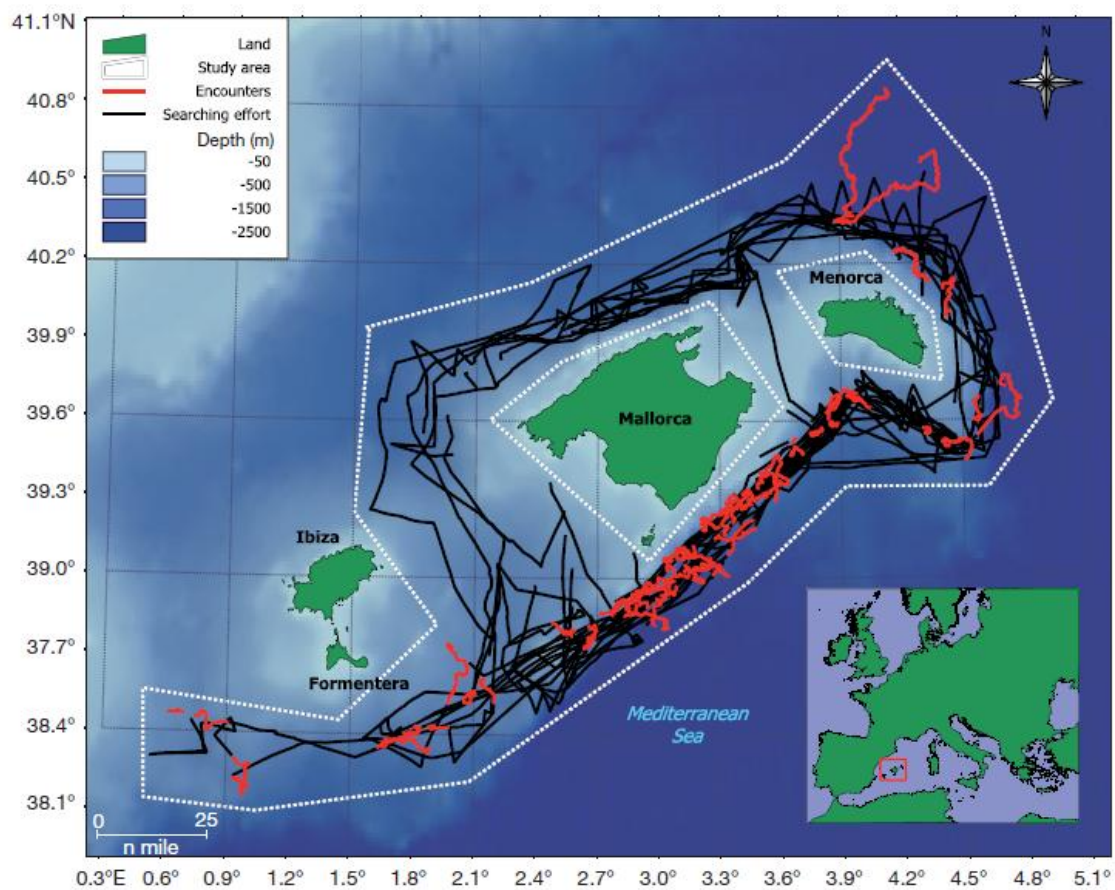 41.1°N
40.8°
40.5°
40.2°
39.9°
39.6°
39.3°
39.0°
37.7°
38.4°
38.1°
Land
Study area
Encounters
Searching effort
Depth (m)
-50
-500
-1500
-2500
N
Menorca
Mallorca
Ibiza
Formentera
Mediterranean
Sea
0 25
n mile
0.3°E 0.6° 0.9° 1.2° 1.5° 1.8° 2.1° 2.4° 2.7° 3.0° 3.3° 3.6° 3.9° 4.2° 4.5° 4.8° 5.1°